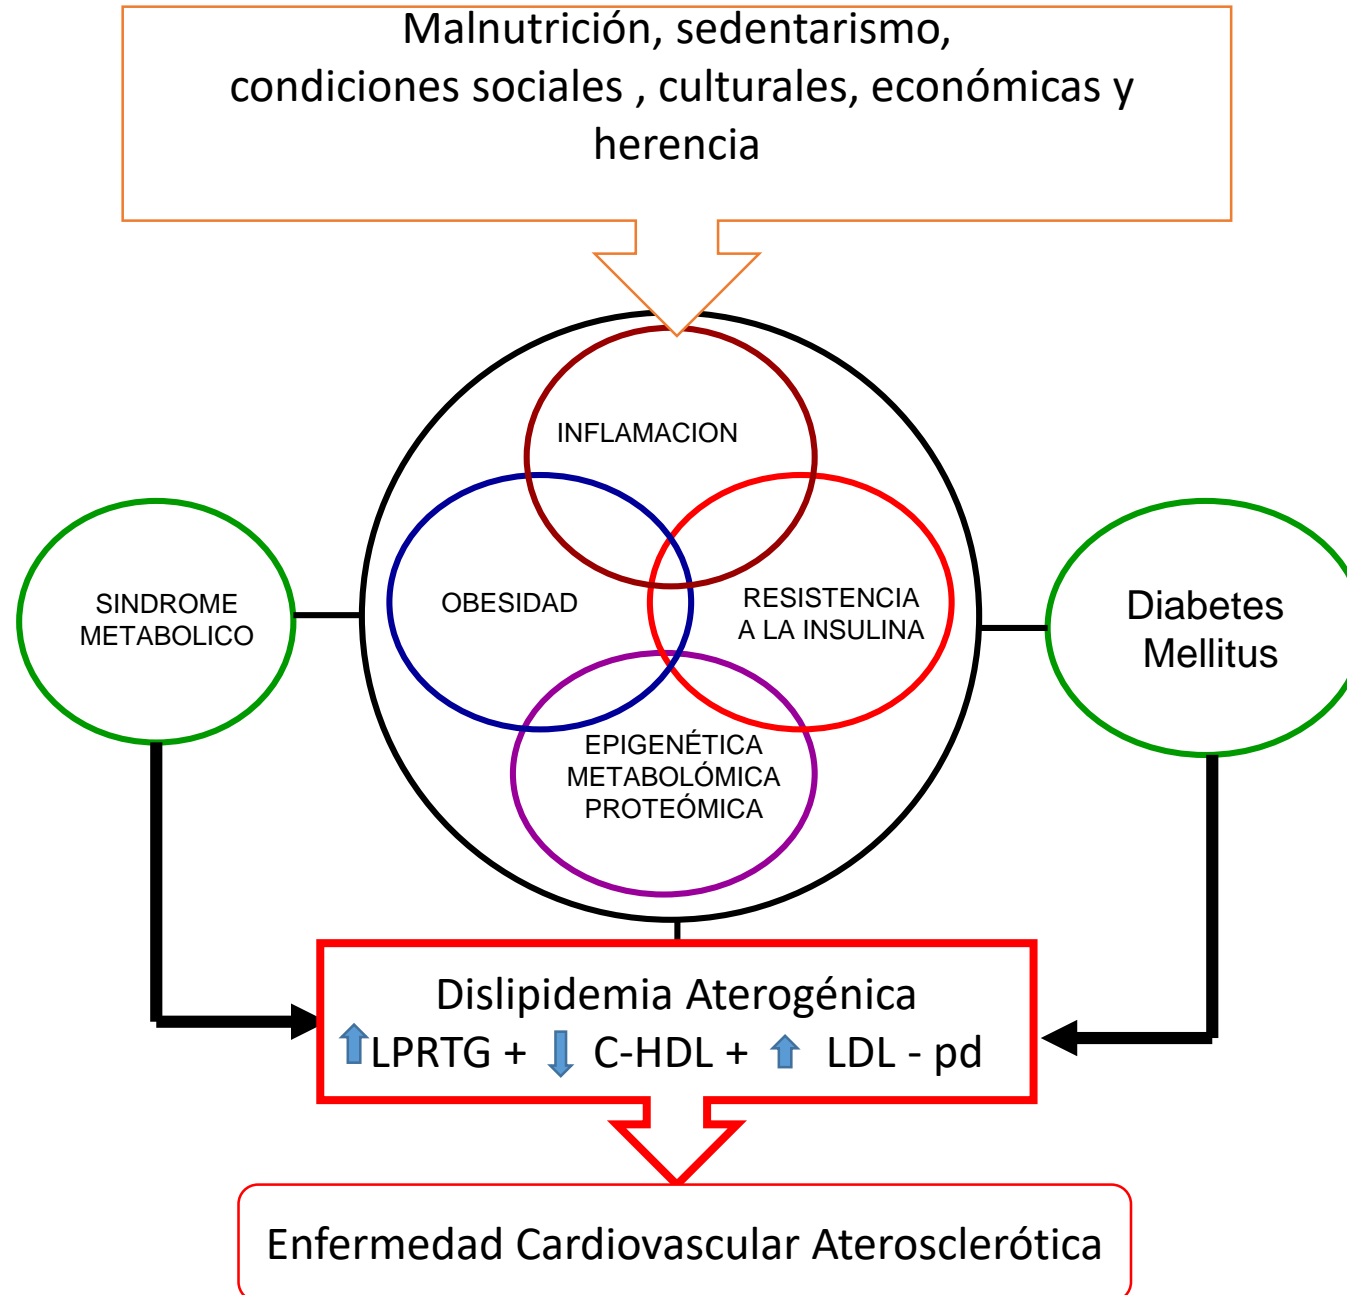 Malnutrición, sedentarismo,
condiciones sociales , culturales, económicas y
herencia
INFLAMACION
OBESIDAD
RESISTENCIA
A LA INSULINA
SINDROME
METABOLICO
Diabetes
Mellitus
EPIGENÉTICA
METABOLÓMICA
PROTEÓMICA
Dislipidemia Aterogénica
LPRTG + C-HDL + LDL - pd
Enfermedad Cardiovascular Aterosclerótica